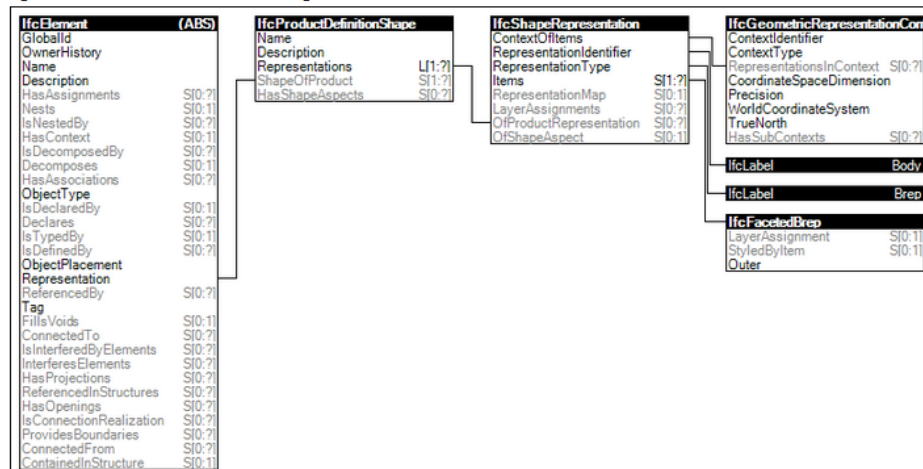 IfcElement (ABS)
GlobalId
OwnerHistory
Name
Description
HasAssignments S[0:?]
Nests S[0:1]
IsNestedBy S[0:?]
HasContext S[0:1]
IsDecomposedBy S[0:?]
Decomposes S[0:1]
HasAssociations S[0:?]
ObjectType
IsDeclaredBy S[0:1]
Declares S[0:?]
IsTypedBy S[0:1]
IsDefinedBy S[0:?]
ObjectPlacement
Representation
ReferencedBy S[0:?]
Tag
FillsVoids S[0:1]
ConnectedTo S[0:?]
IsInterferedByElements S[0:?]
InterferesElements S[0:?]
HasProjections S[0:?]
ReferencedInStructures S[0:?]
HasOpenings S[0:?]
IsConnectionRealization S[0:?]
ProvidesBoundaries S[0:?]
ConnectedFrom S[0:?]
ContainedInStructure S[0:1]
IfcProductDefinitionShape
Name
Description
Representations L[1:?]
ShapeOfProduct S[1:?]
HasShapeAspects S[0:?]
IfcShapeRepresentation
ContextOfItems
RepresentationIdentifier
RepresentationType
Items S[1:?]
RepresentationMap S[0:1]
LayerAssignments S[0:?]
OfProductRepresentation S[0:?]
OfShapeAspect S[0:1]
IfcGeometricRepresentationCon
ContextIdentifier
ContextType
RepresentationsInContext S[0:?]
CoordinateSpaceDimension
Precision
WorldCoordinateSystem
TrueNorth
HasSubContexts S[0:?]
IfcLabel Body
IfcLabel Brep
IfcFacetedBrep
LayerAssignment S[0:1]
StyledByItem S[0:1]
Outer